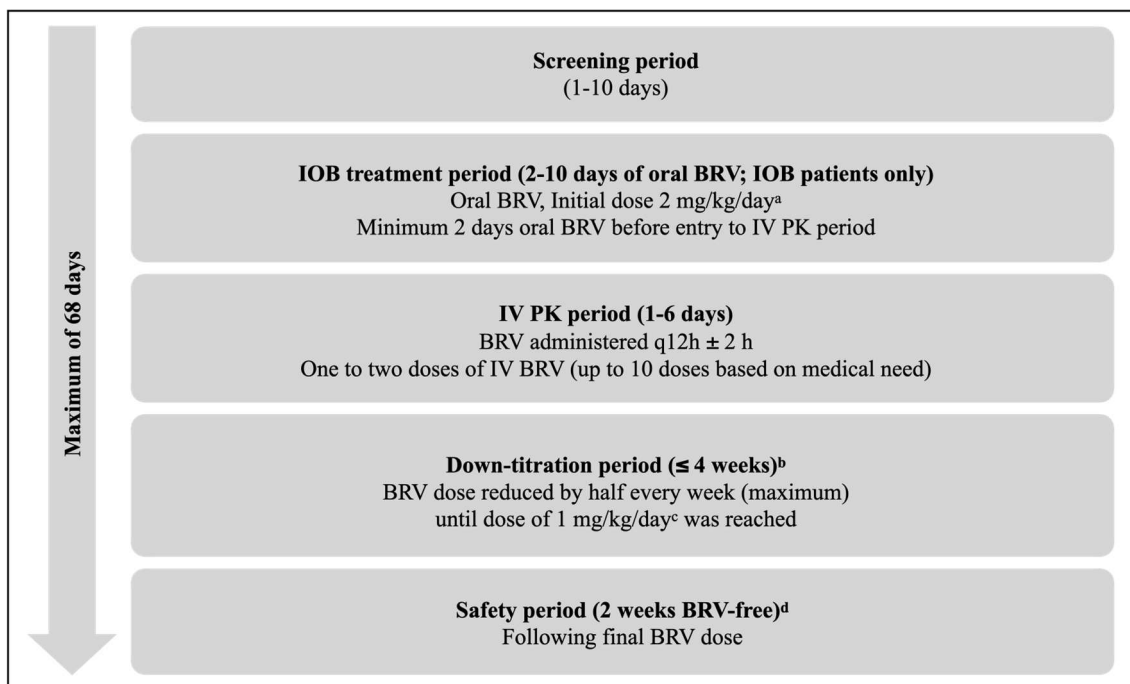 Maximum of 68 days
Screening period
(1-10 days)
IOB treatment period (2-10 days of oral BRV; IOB patients only)
Oral BRV, Initial dose 2 mg/kg/dayᵃ
Minimum 2 days oral BRV before entry to IV PK period
IV PK period (1-6 days)
BRV administered q12h ± 2 h
One to two doses of IV BRV (up to 10 doses based on medical need)
Down-titration period (≤ 4 weeks)ᵇ
BRV dose reduced by half every week (maximum)
until dose of 1 mg/kg/dayᶜ was reached
Safety period (2 weeks BRV-free)ᵈ
Following final BRV dose